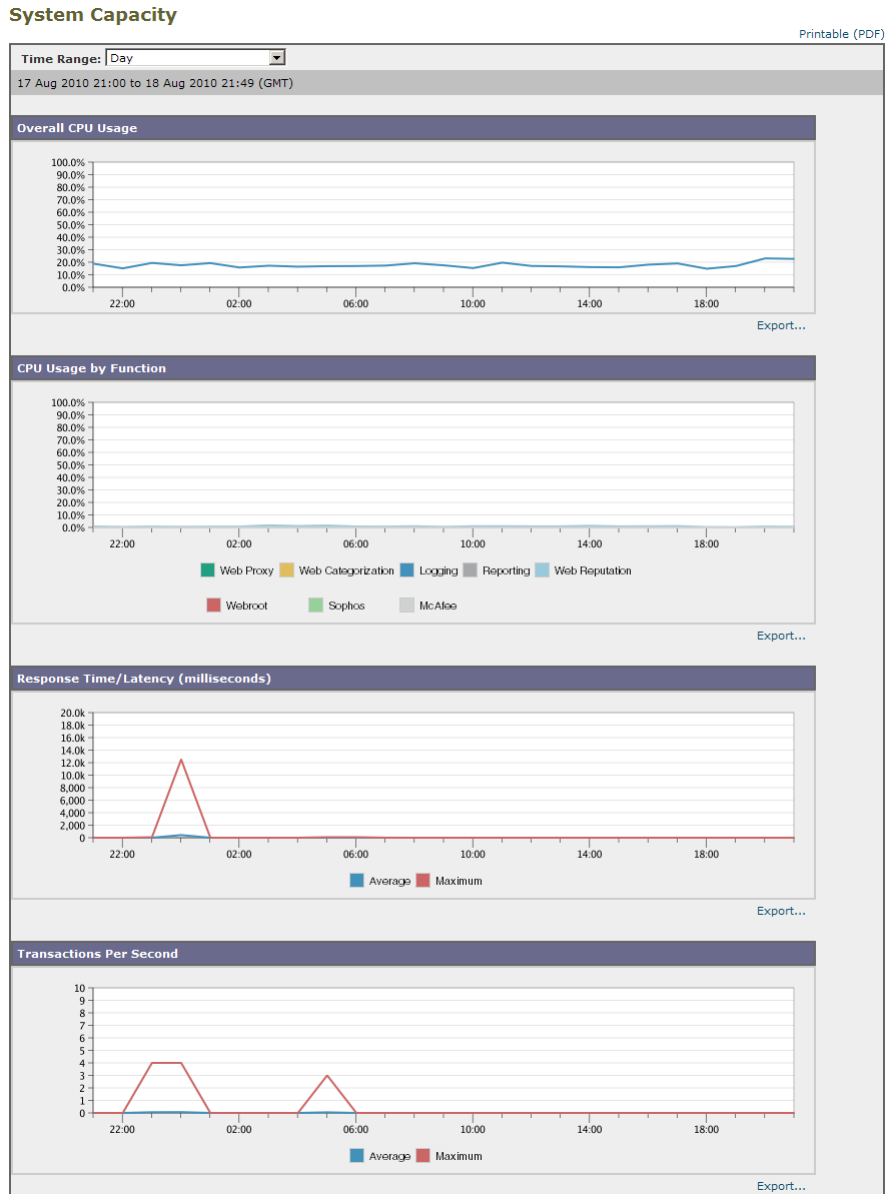 System Capacity
Printable (PDF)
Time Range: Day
17 Aug 2010 21:00 to 18 Aug 2010 21:49 (GMT)
Overall CPU Usage
100.0%
90.0%
80.0%
70.0%
60.0%
50.0%
40.0%
30.0%
20.0%
10.0%
0.0%
22:00 02:00 06:00 10:00 14:00 18:00
Export...
CPU Usage by Function
100.0%
90.0%
80.0%
70.0%
60.0%
50.0%
40.0%
30.0%
20.0%
10.0%
0.0%
22:00 02:00 06:00 10:00 14:00 18:00
Web Proxy Web Categorization Logging Reporting Web Reputation
Webroot Sophos McAfee
Export...
Response Time/Latency (milliseconds)
20.0k
18.0k
16.0k
14.0k
12.0k
10.0k
8,000
6,000
4,000
2,000
0
22:00 02:00 06:00 10:00 14:00 18:00
Average Maximum
Export...
Transactions Per Second
10
9
8
7
6
5
4
3
2
1
0
22:00 02:00 06:00 10:00 14:00 18:00
Average Maximum
Export...